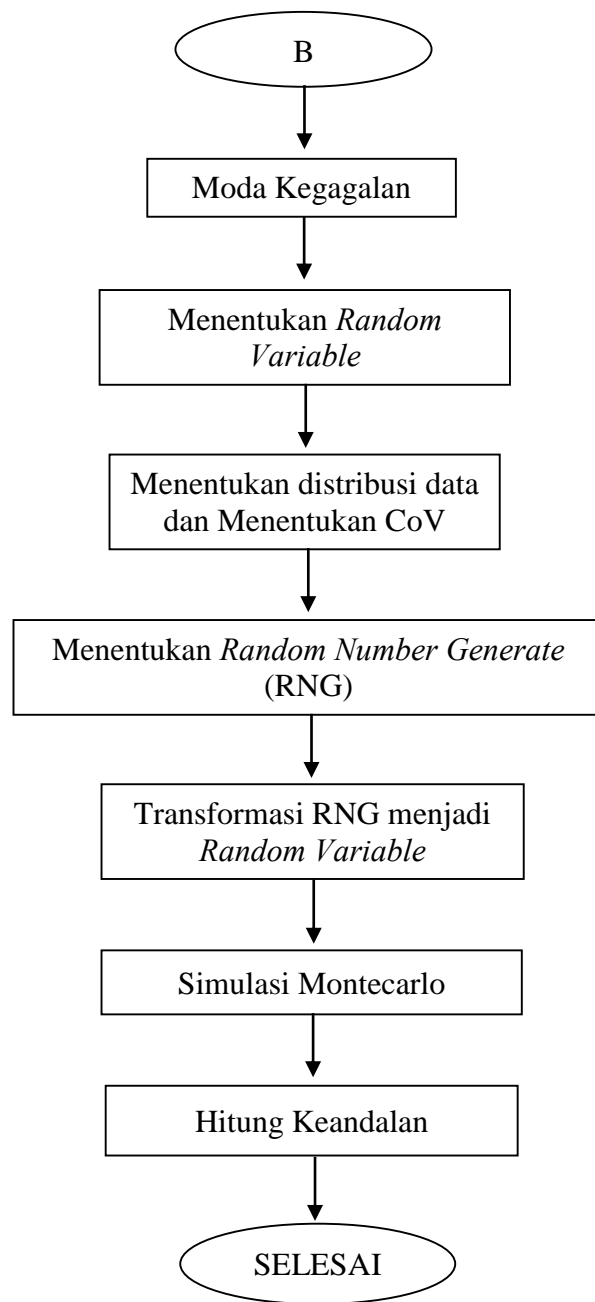 B
Moda Kegagalan
Menentukan Random
Variable
Menentukan distribusi data
dan Menentukan CoV
Menentukan Random Number Generate
(RNG)
Transformasi RNG menjadi
Random Variable
Simulasi Montecarlo
Hitung Keandalan
SELESAI